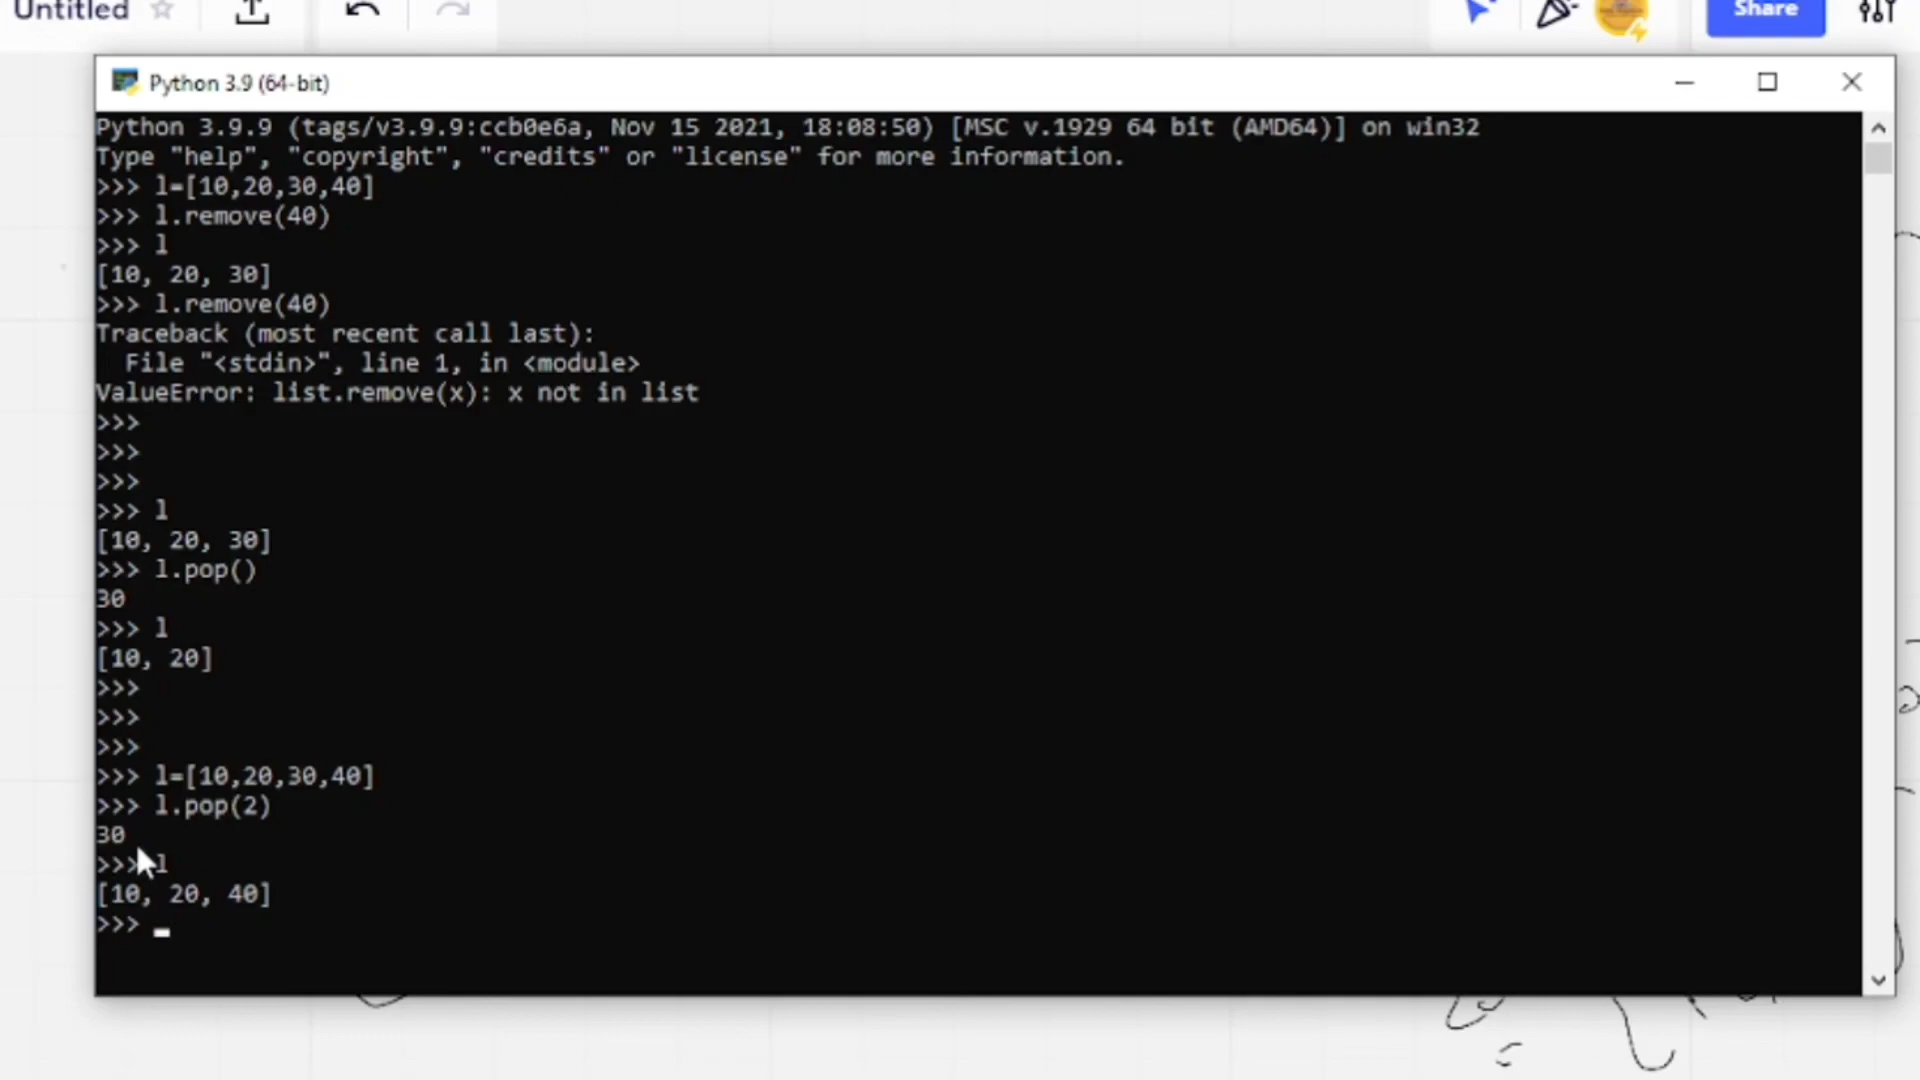 Untitled
Share
Python 3.9 (64-bit)
Python 3.9.9 (tags/v3.9.9:ccb0e6a, Nov 15 2021, 18:08:50) [MSC v.1929 64 bit (AMD64)] on win32
Type "help", "copyright", "credits" or "license" for more information.
>>> l=[10,20,30,40]
>>> l.remove(40)
>>> l
[10, 20, 30]
>>> l.remove(40)
Traceback (most recent call last):
  File "<stdin>", line 1, in <module>
ValueError: list.remove(x): x not in list
>>>
>>>
>>>
>>> l
[10, 20, 30]
>>> l.pop()
30
>>> l
[10, 20]
>>>
>>>
>>>
>>> l=[10,20,30,40]
>>> l.pop(2)
30
>>> l
[10, 20, 40]
>>>